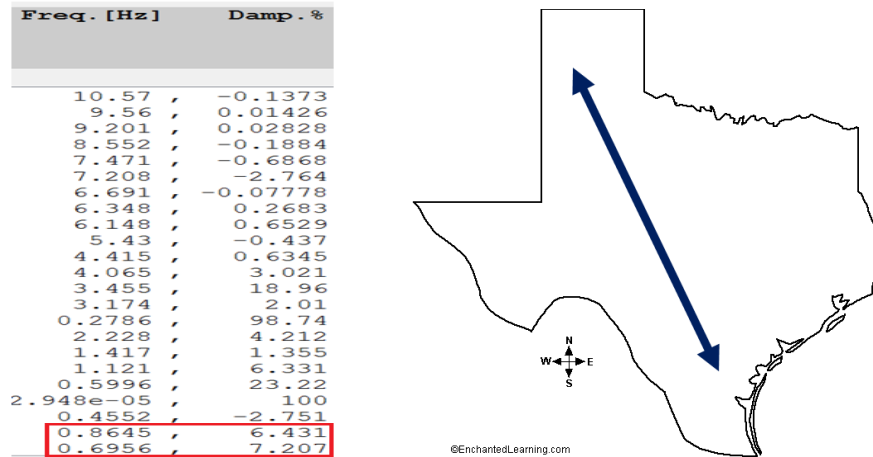 Freq.[Hz] Damp.%
10.57 , -0.1373
9.56 , 0.01426
9.201 , 0.02828
8.552 , -0.1884
7.471 , -0.6868
7.208 , -2.764
6.691 , -0.07778
6.348 , 0.2683
6.148 , 0.6529
5.43 , -0.437
4.415 , 0.6345
4.065 , 3.021
3.455 , 18.96
3.174 , 2.01
0.2786 , 98.74
2.228 , 4.212
1.417 , 1.355
1.121 , 6.331
0.5996 , 23.22
2.948e-05 , 100
0.4552 , -2.751
0.8645 , 6.431
0.6956 , 7.207
N
W E
S
©EnchantedLearning.com